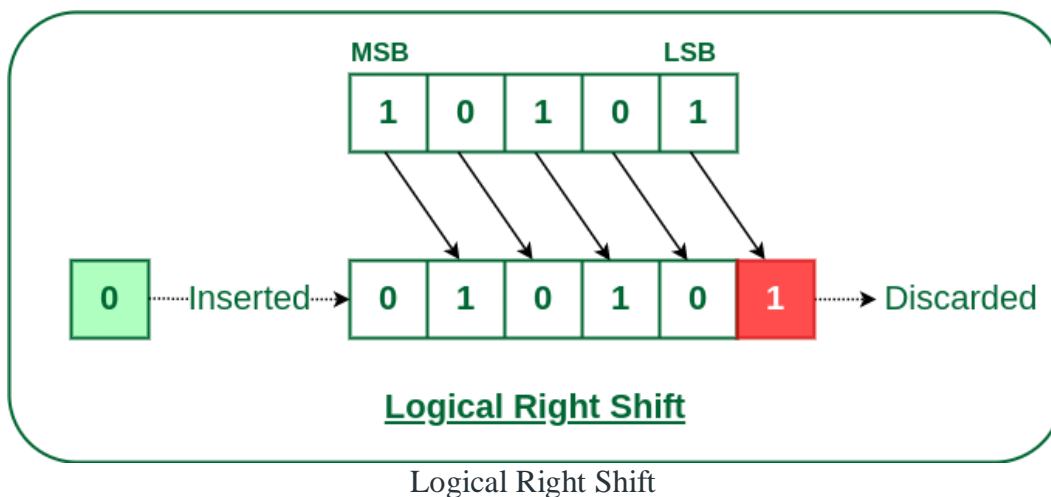 MSB LSB
1 0 1 0 1
0 Inserted 0 1 0 1 0 1 Discarded
Logical Right Shift
Logical Right Shift